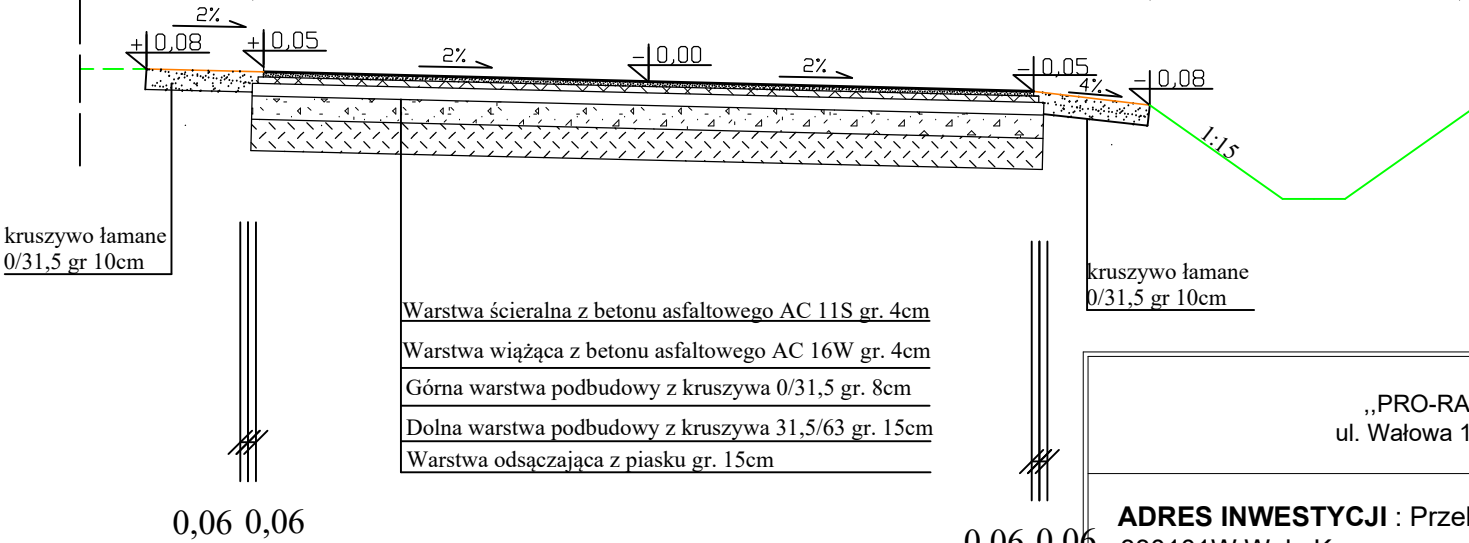 2%
+ 0,08
+ 0,05
2%
- 0,00
2%
- 0,05
4%
- 0,08
1:15
kruszywo łamane
0/31,5 gr 10cm
kruszywo łamane
0/31,5 gr 10cm
Warstwa ścieralna z betonu asfaltowego AC 11S gr. 4cm
Warstwa wiążąca z betonu asfaltowego AC 16W gr. 4cm
Górna warstwa podbudowy z kruszywa 0/31,5 gr. 8cm
Dolna warstwa podbudowy z kruszywa 31,5/63 gr. 15cm
Warstwa odsączająca z piasku gr. 15cm
0,06 0,06
0,06 0,06
,,PRO-RA
ul. Wałowa 1
ADRES INWESTYCJI : Przeb